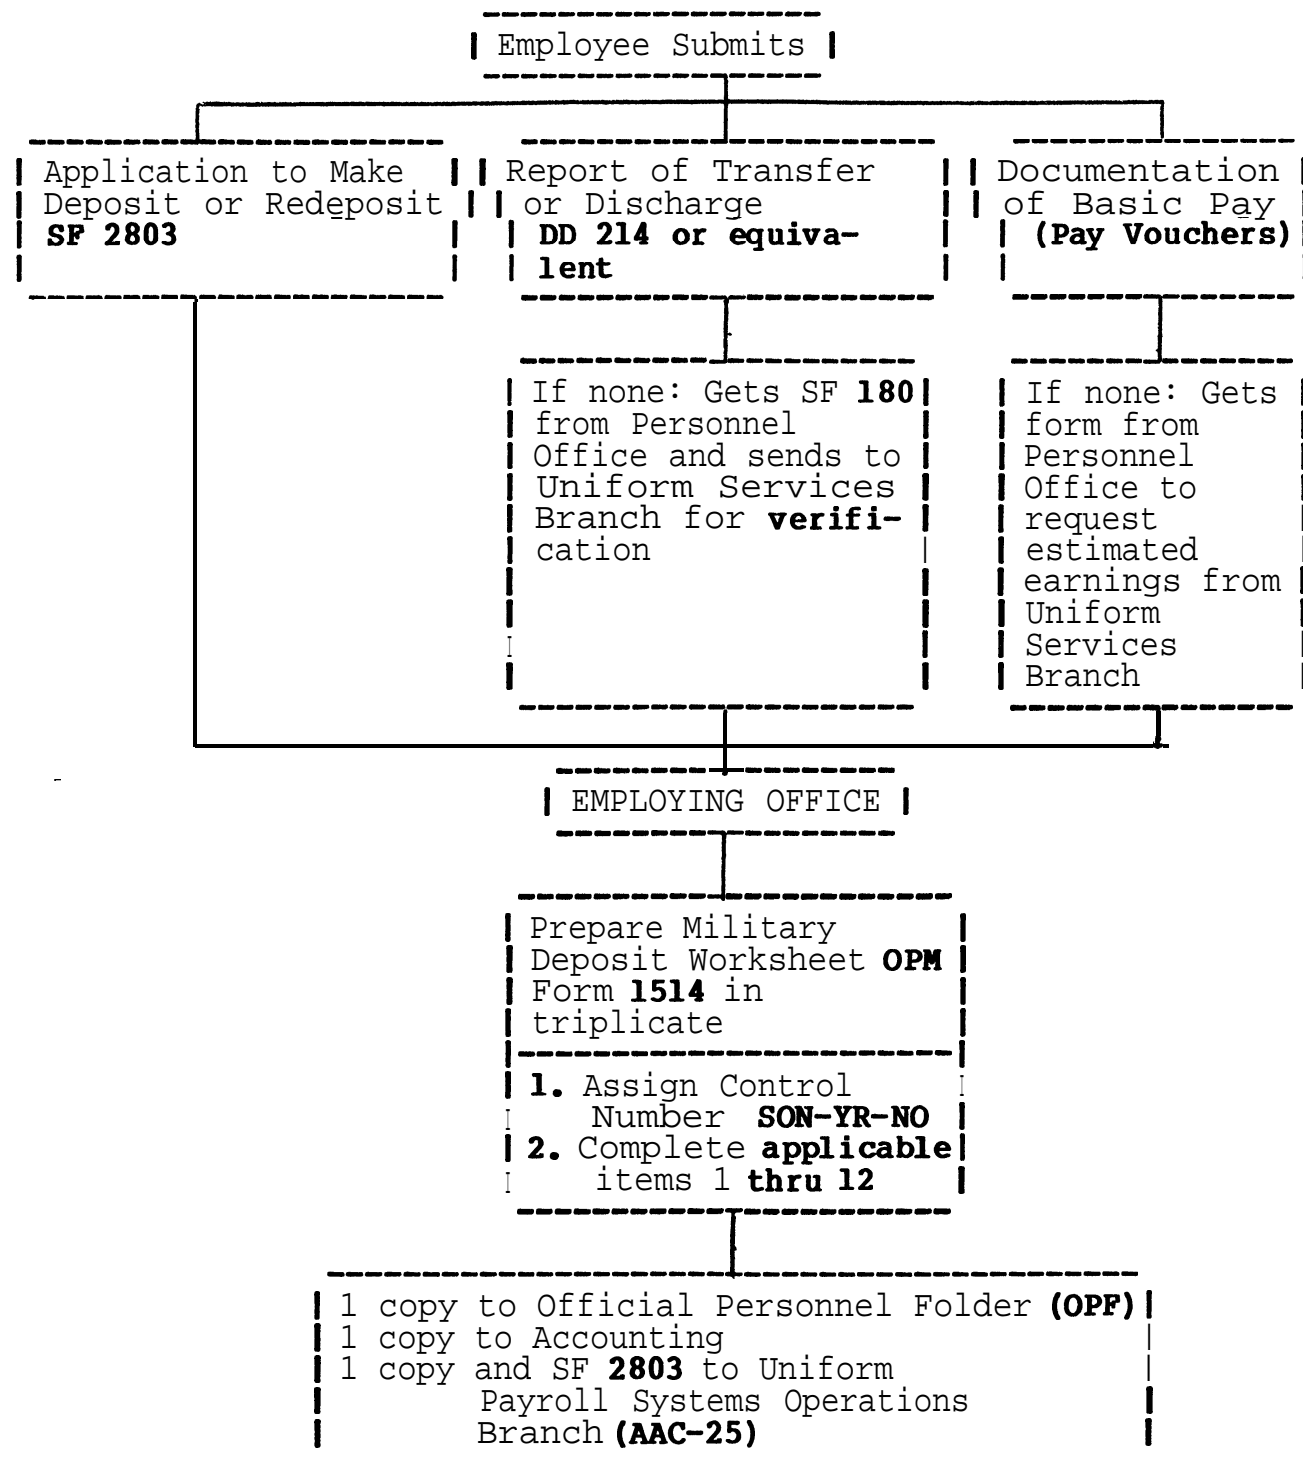 Employee Submits
Application to Make
Deposit or Redeposit
SF 2803
Report of Transfer
or Discharge
DD 214 or equiva-
lent
Documentation
of Basic Pay
(Pay Vouchers)
If none: Gets SF 180
from Personnel
Office and sends to
Uniform Services
Branch for verifi-
cation
If none: Gets
form from
Personnel
Office to
request
estimated
earnings from
Uniform
Services
Branch
EMPLOYING OFFICE
Prepare Military
Deposit Worksheet OPM
Form 1514 in
triplicate
1. Assign Control
Number SON-YR-NO
2. Complete applicable
items 1 thru 12
1 copy to Official Personnel Folder (OPF)
1 copy to Accounting
1 copy and SF 2803 to Uniform
Payroll Systems Operations
Branch (AAC-25)